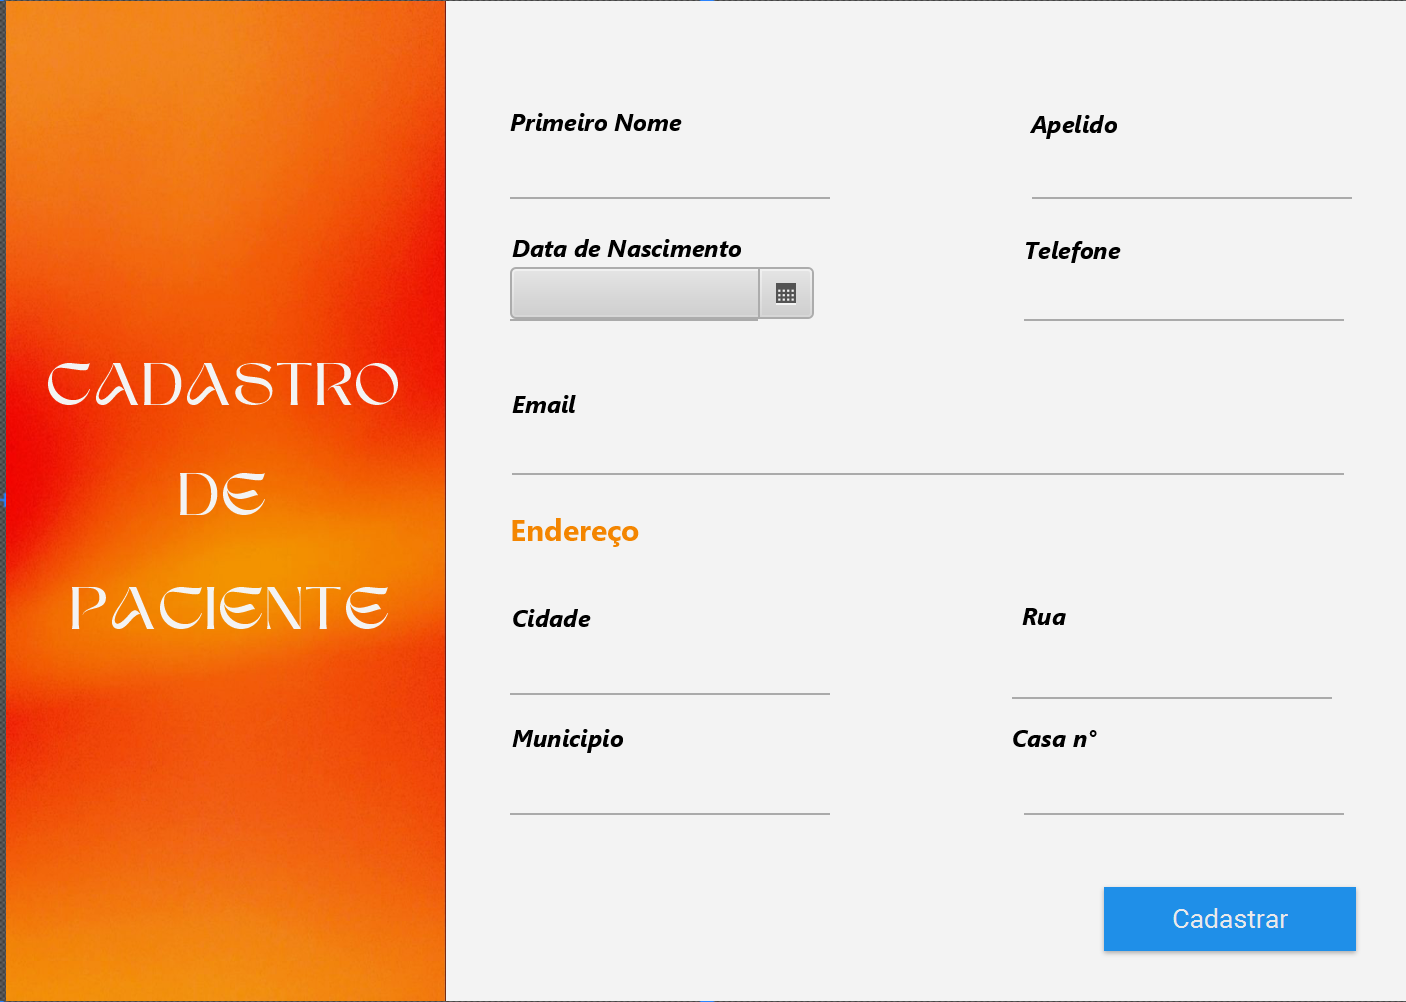 CADASTRO
DE
PACIENTE
Primeiro Nome
Apelido
Data de Nascimento
Telefone
Email
Endereço
Cidade
Rua
Municipio
Casa n°
Cadastrar